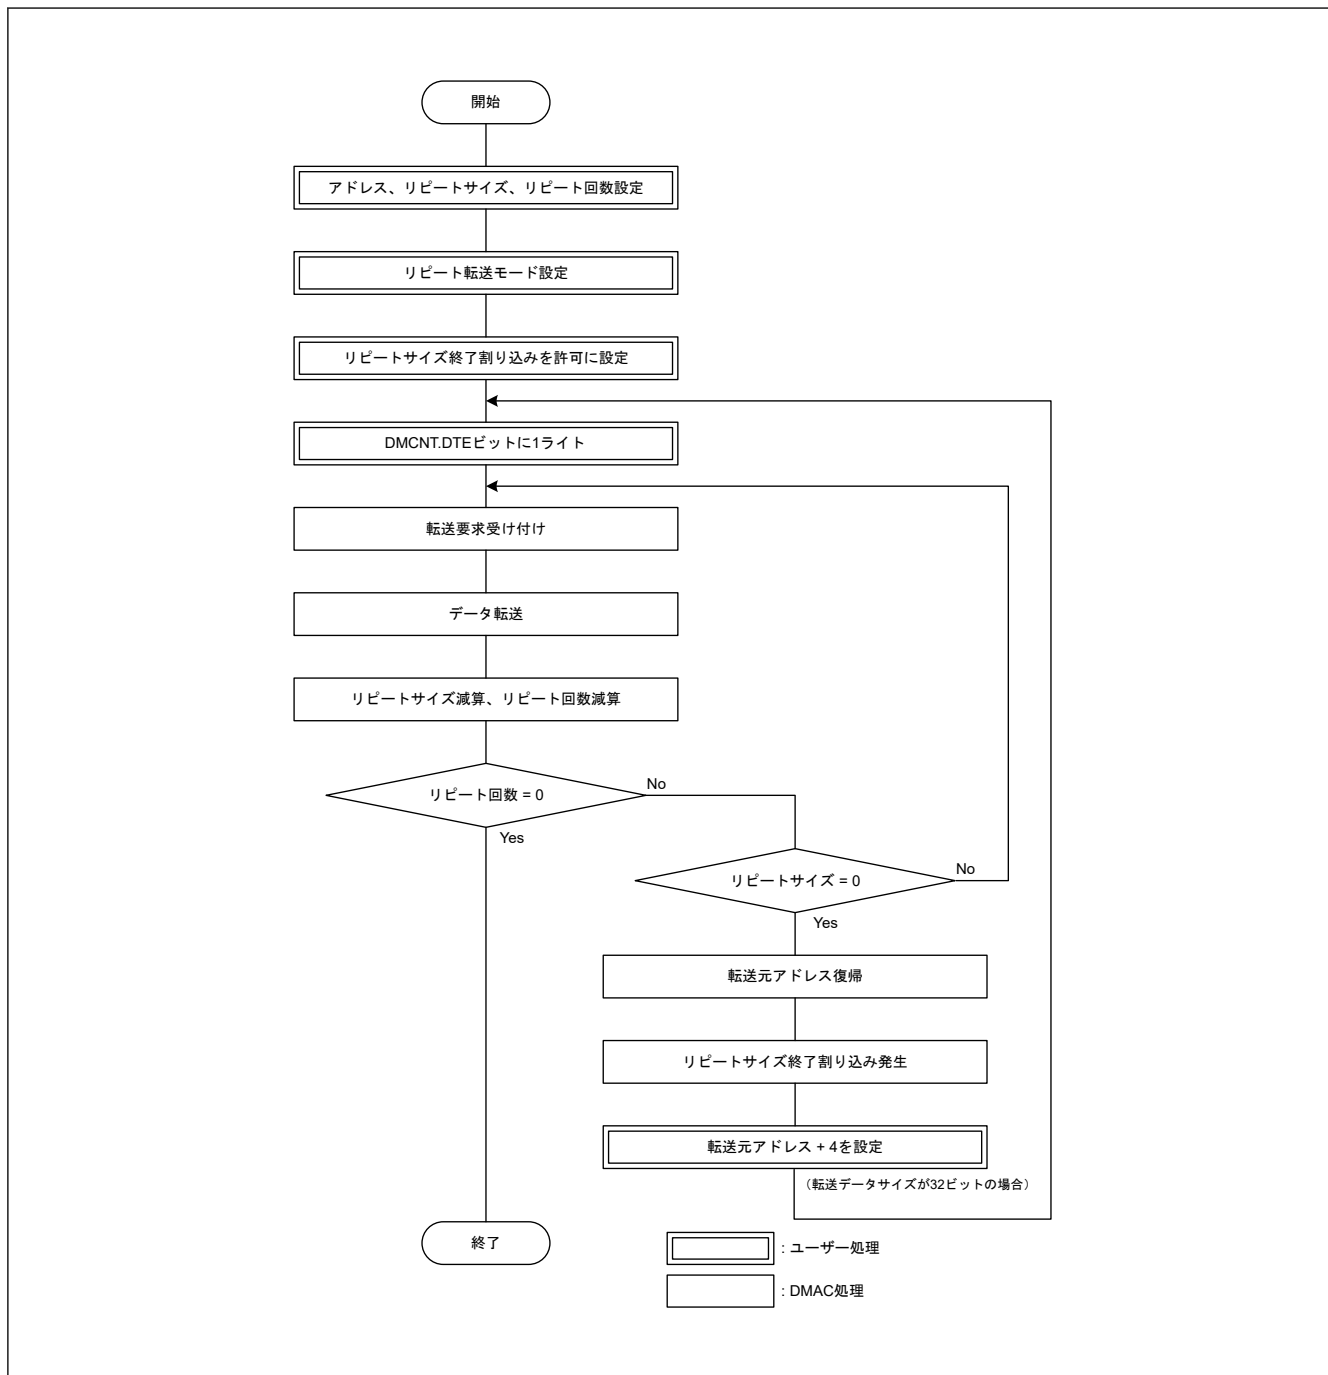 開始
アドレス、リピートサイズ、リピート回数設定
リピート転送モード設定
リピートサイズ終了割り込みを許可に設定
DMCNT.DTEビットに1ライト
転送要求受け付け
データ転送
リピートサイズ減算、リピート回数減算
リピート回数 = 0
No
Yes
リピートサイズ = 0
No
Yes
転送元アドレス復帰
リピートサイズ終了割り込み発生
転送元アドレス + 4を設定
（転送データサイズが32ビットの場合）
終了
: ユーザー処理
: DMAC処理